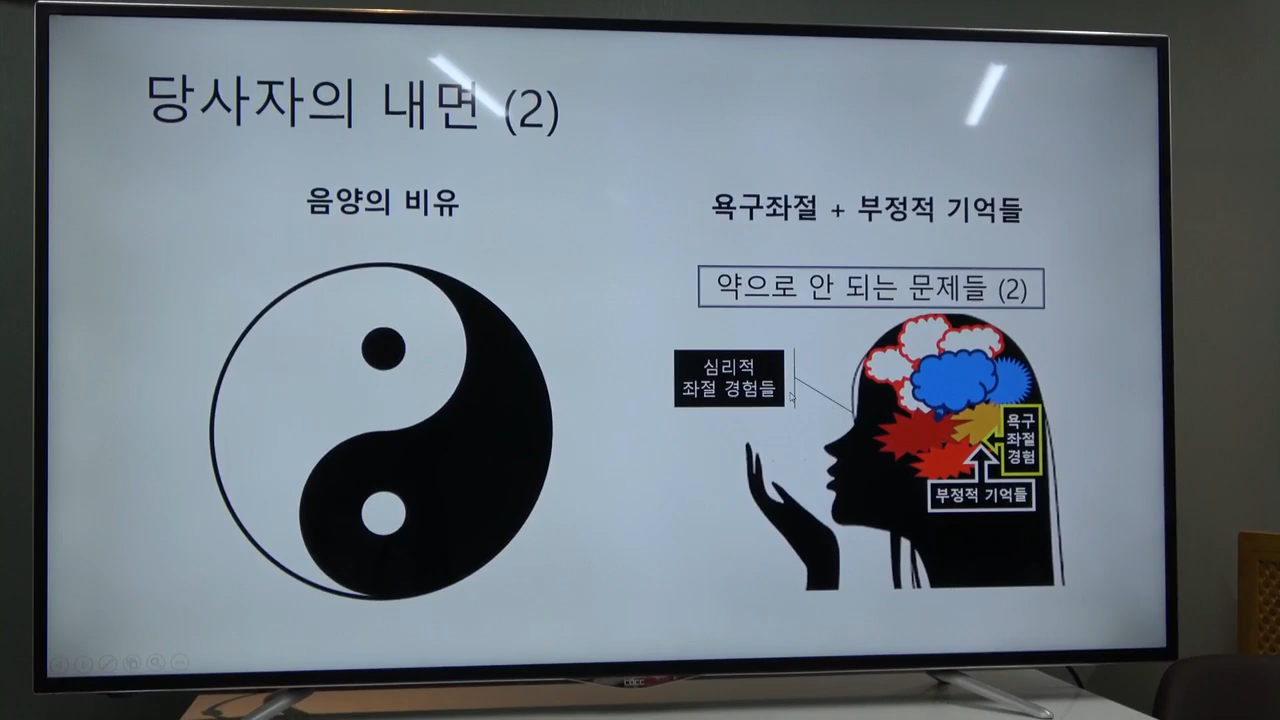 당사자의 내면 (2)
음양의 비유
욕구좌절 + 부정적 기억들
약으로 안 되는 문제들 (2)
심리적
좌절 경험들
욕구
좌절
경험
부정적 기억들